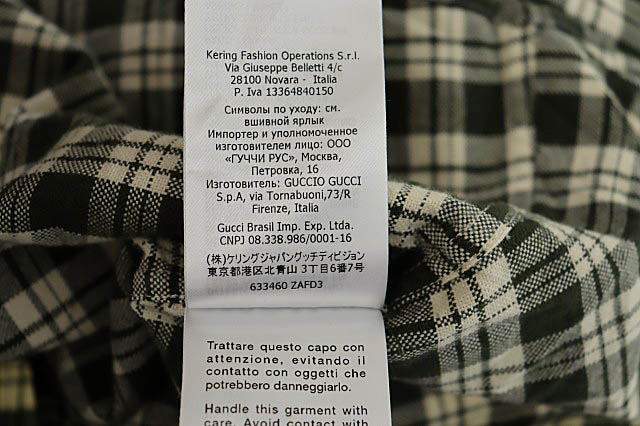 Kering Fashion Operations S.r.l.
Via Giuseppe Belletti 4/c
28100 Novara - Italia
P. Iva 13364840150
Символы по уходу: см.
вшивной ярлык
Импортер и уполномоченное
изготовителем лицо: ООО
«ГУЧЧИ РУС», Москва,
Петровка, 16
Изготовитель: GUCCIO GUCCI
S.p.A, via Tornabuoni,73/R
Firenze, Italia
Gucci Brasil Imp. Exp. Ltda.
CNPJ 08.338.986/0001-16
(株)ケリングジャパングッチディビジョン
東京都港区北青山 3丁目6番7号
633460 ZAFD3
Trattare questo capo con
attenzione, evitando il
contatto con oggetti che
potrebbero danneggiarlo.
Handle this garment with
care. Avoid contact with